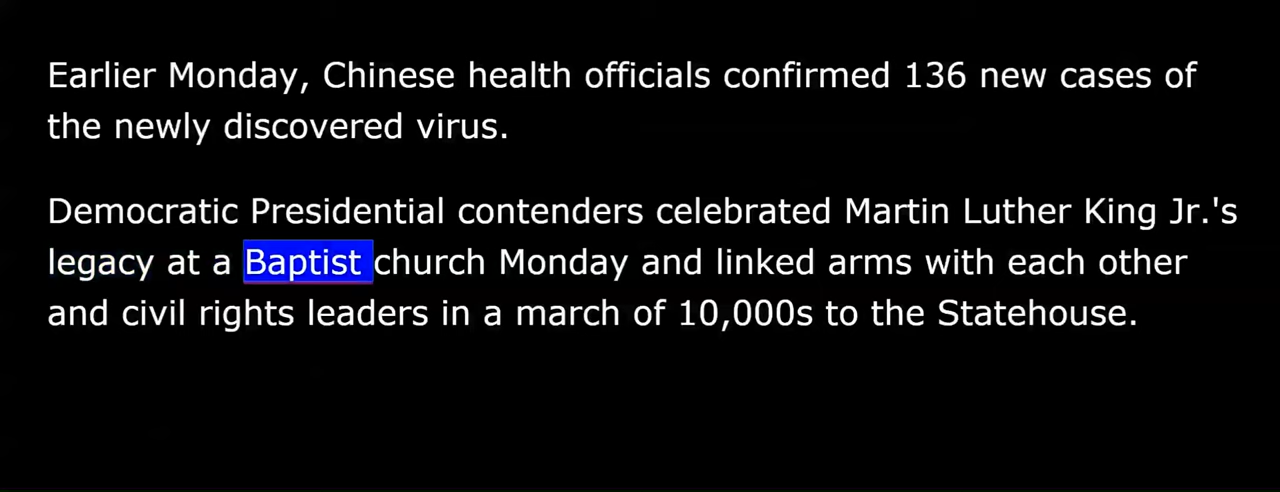 Earlier Monday, Chinese health officials confirmed 136 new cases of
the newly discovered virus.
Democratic Presidential contenders celebrated Martin Luther King Jr.'s
legacy at a Baptist church Monday and linked arms with each other
and civil rights leaders in a march of 10,000s to the Statehouse.